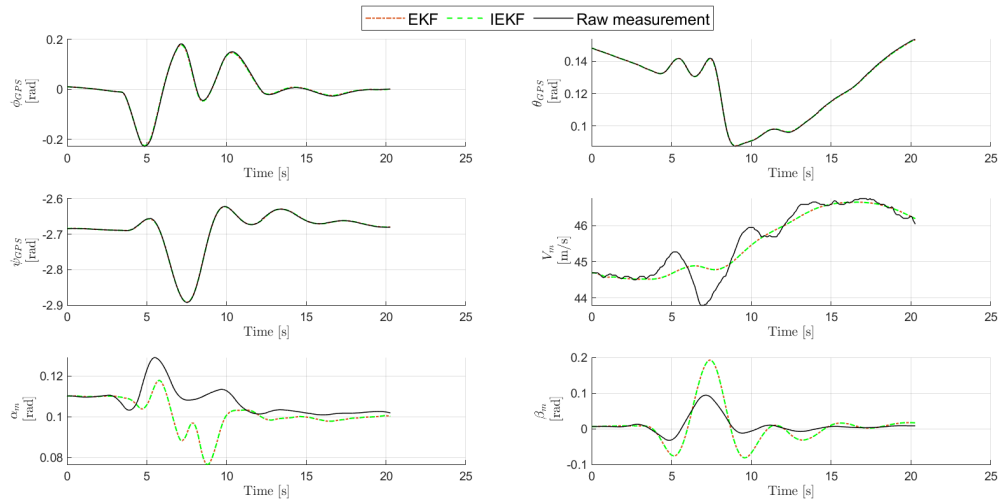 EKF IEKF Raw measurement
ϕ_GPS [rad]
0.2
0
-0.2
0 5 10 15 20 25
Time [s]
θ_GPS [rad]
0.14
0.12
0.1
0 5 10 15 20 25
Time [s]
ψ_GPS [rad]
-2.6
-2.7
-2.8
-2.9
0 5 10 15 20 25
Time [s]
V_m [m/s]
46
45
44
0 5 10 15 20 25
Time [s]
α_m [rad]
0.12
0.1
0.08
0 5 10 15 20 25
Time [s]
β_m [rad]
0.2
0.1
0
-0.1
0 5 10 15 20 25
Time [s]